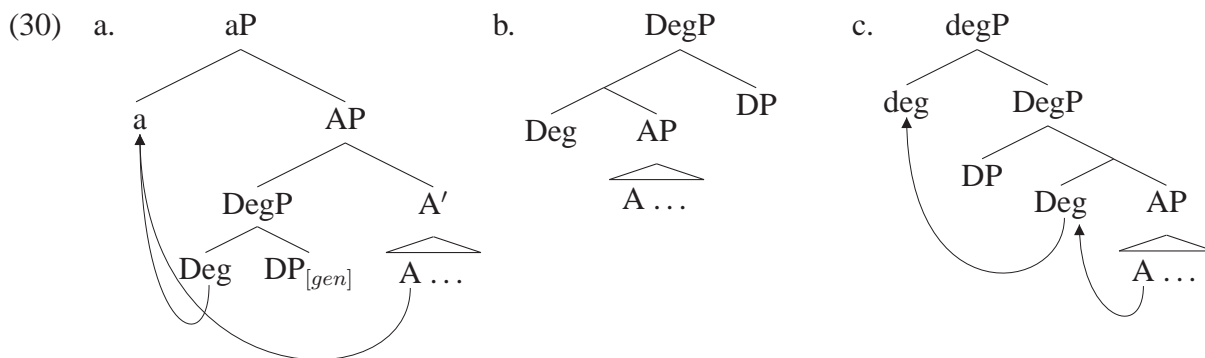 (30) a. aP b. DegP c. degP
a AP Deg AP DP deg DegP
DegP A′ A … DP Deg AP
Deg DP[gen] A … A …